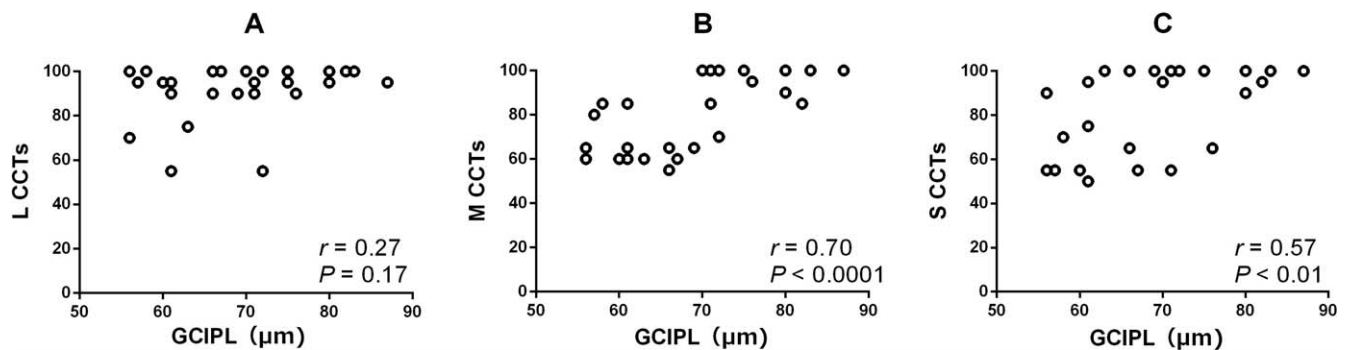 A
L CCTs
100
80
60
40
20
0
r = 0.27
P = 0.17
50 60 70 80 90
GCIPL (μm)
B
M CCTs
100
80
60
40
20
0
r = 0.70
P < 0.0001
50 60 70 80 90
GCIPL (μm)
C
S CCTs
100
80
60
40
20
0
r = 0.57
P < 0.01
50 60 70 80 90
GCIPL (μm)